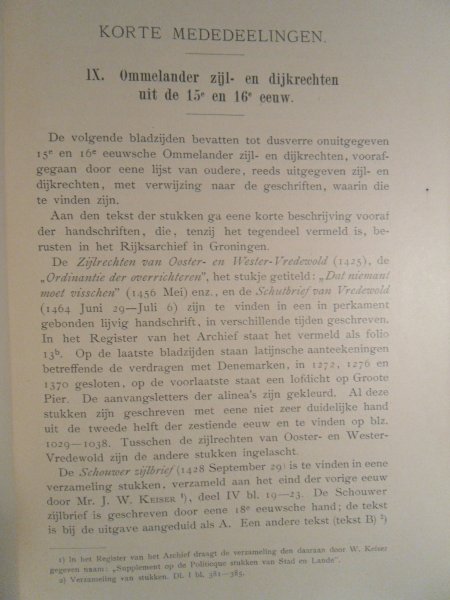 KORTE MEDEDEELINGEN.
IX. Ommelander zijl- en dijkrechten
uit de 15e en 16e eeuw.
De volgende bladzijden bevatten tot dusverre onuitgegeven
15e en 16e eeuwsche Ommelander zijl- en dijkrechten, vooraf-
gegaan door eene lijst van oudere, reeds uitgegeven zijl- en
dijkrechten, met verwijzing naar de geschriften, waarin die
te vinden zijn.
Aan den tekst der stukken ga eene korte beschrijving vooraf
der handschriften, die, tenzij het tegendeel vermeld is, be-
rusten in het Rijksarchief in Groningen.
De Zijlrechten van Ooster- en Wester-Vredewold (1425), de
„Ordinantie der overrichteren", het stukje getiteld: „Dat niemant
moet visschen" (1456 Mei) enz., en de Schutbrief van Vredewold
(1464 Juni 29—Juli 6) zijn te vinden in een in perkament
gebonden lijvig handschrift, in verschillende tijden geschreven.
In het Register van het Archief staat het vermeld als folio
13b. Op de laatste bladzijden staan latijnsche aanteekeningen
betreffende de verdragen met Denemarken, in 1272, 1276 en
1370 gesloten, op de voorlaatste staat een lofdicht op Groote
Pier. De aanvangsletters der alinea's zijn gekleurd. Al deze
stukken zijn geschreven met eene niet zeer duidelijke hand
uit de tweede helft der zestiende eeuw en te vinden op blz.
1029—1038. Tusschen de zijlrechten van Ooster- en Wester-
Vredewold zijn de andere stukken ingelascht.
De Schouwer zijlbrief (1428 September 29) is te vinden in eene
verzameling stukken, verzameld aan het eind der vorige eeuw
door Mr. J. W. KEISER 1), deel IV bl. 19—23. De Schouwer
zijlbrief is geschreven door eene 18e eeuwsche hand; de tekst
is bij de uitgave aangeduid als A. Een andere tekst (tekst B) 2)
1) In het Register van het Archief draagt de verzameling den daaraan door W. Keiser
gegeven naam: „Supplement op de Politicque stukken van Stad en Lande".
2) Verzameling van stukken. Dl. I bl. 381—385.